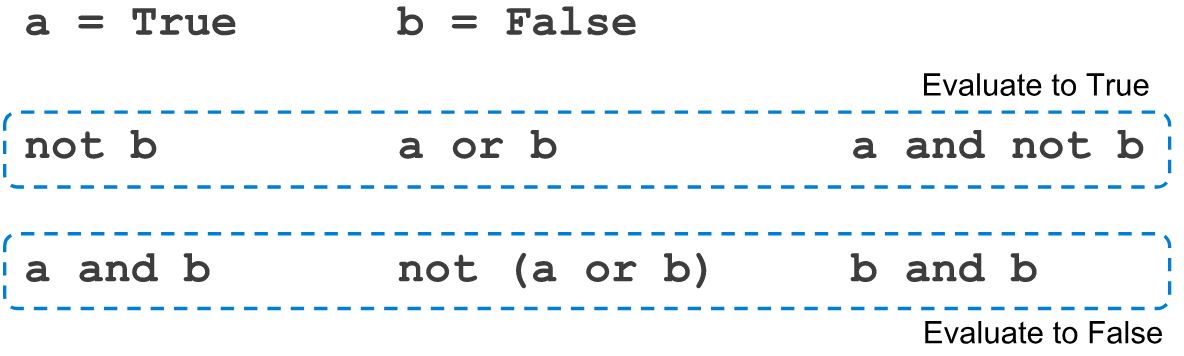 a = True b = False
Evaluate to True
not b a or b a and not b
a and b not (a or b) b and b
Evaluate to False